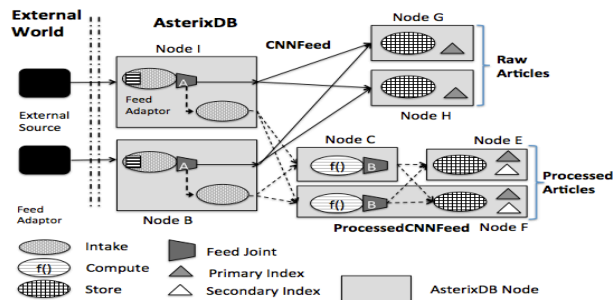 External
World
AsterixDB
Node I
CNNFeed
Node G
A
Feed
Adaptor
Raw
Articles
External
Source
Node H
Node C
Node E
A
f()
B
Processed
Articles
f()
B
Feed
Adaptor
Node B
ProcessedCNNFeed
Node F
Intake
Feed Joint
f()
Compute
Primary Index
Store
Secondary Index
AsterixDB Node